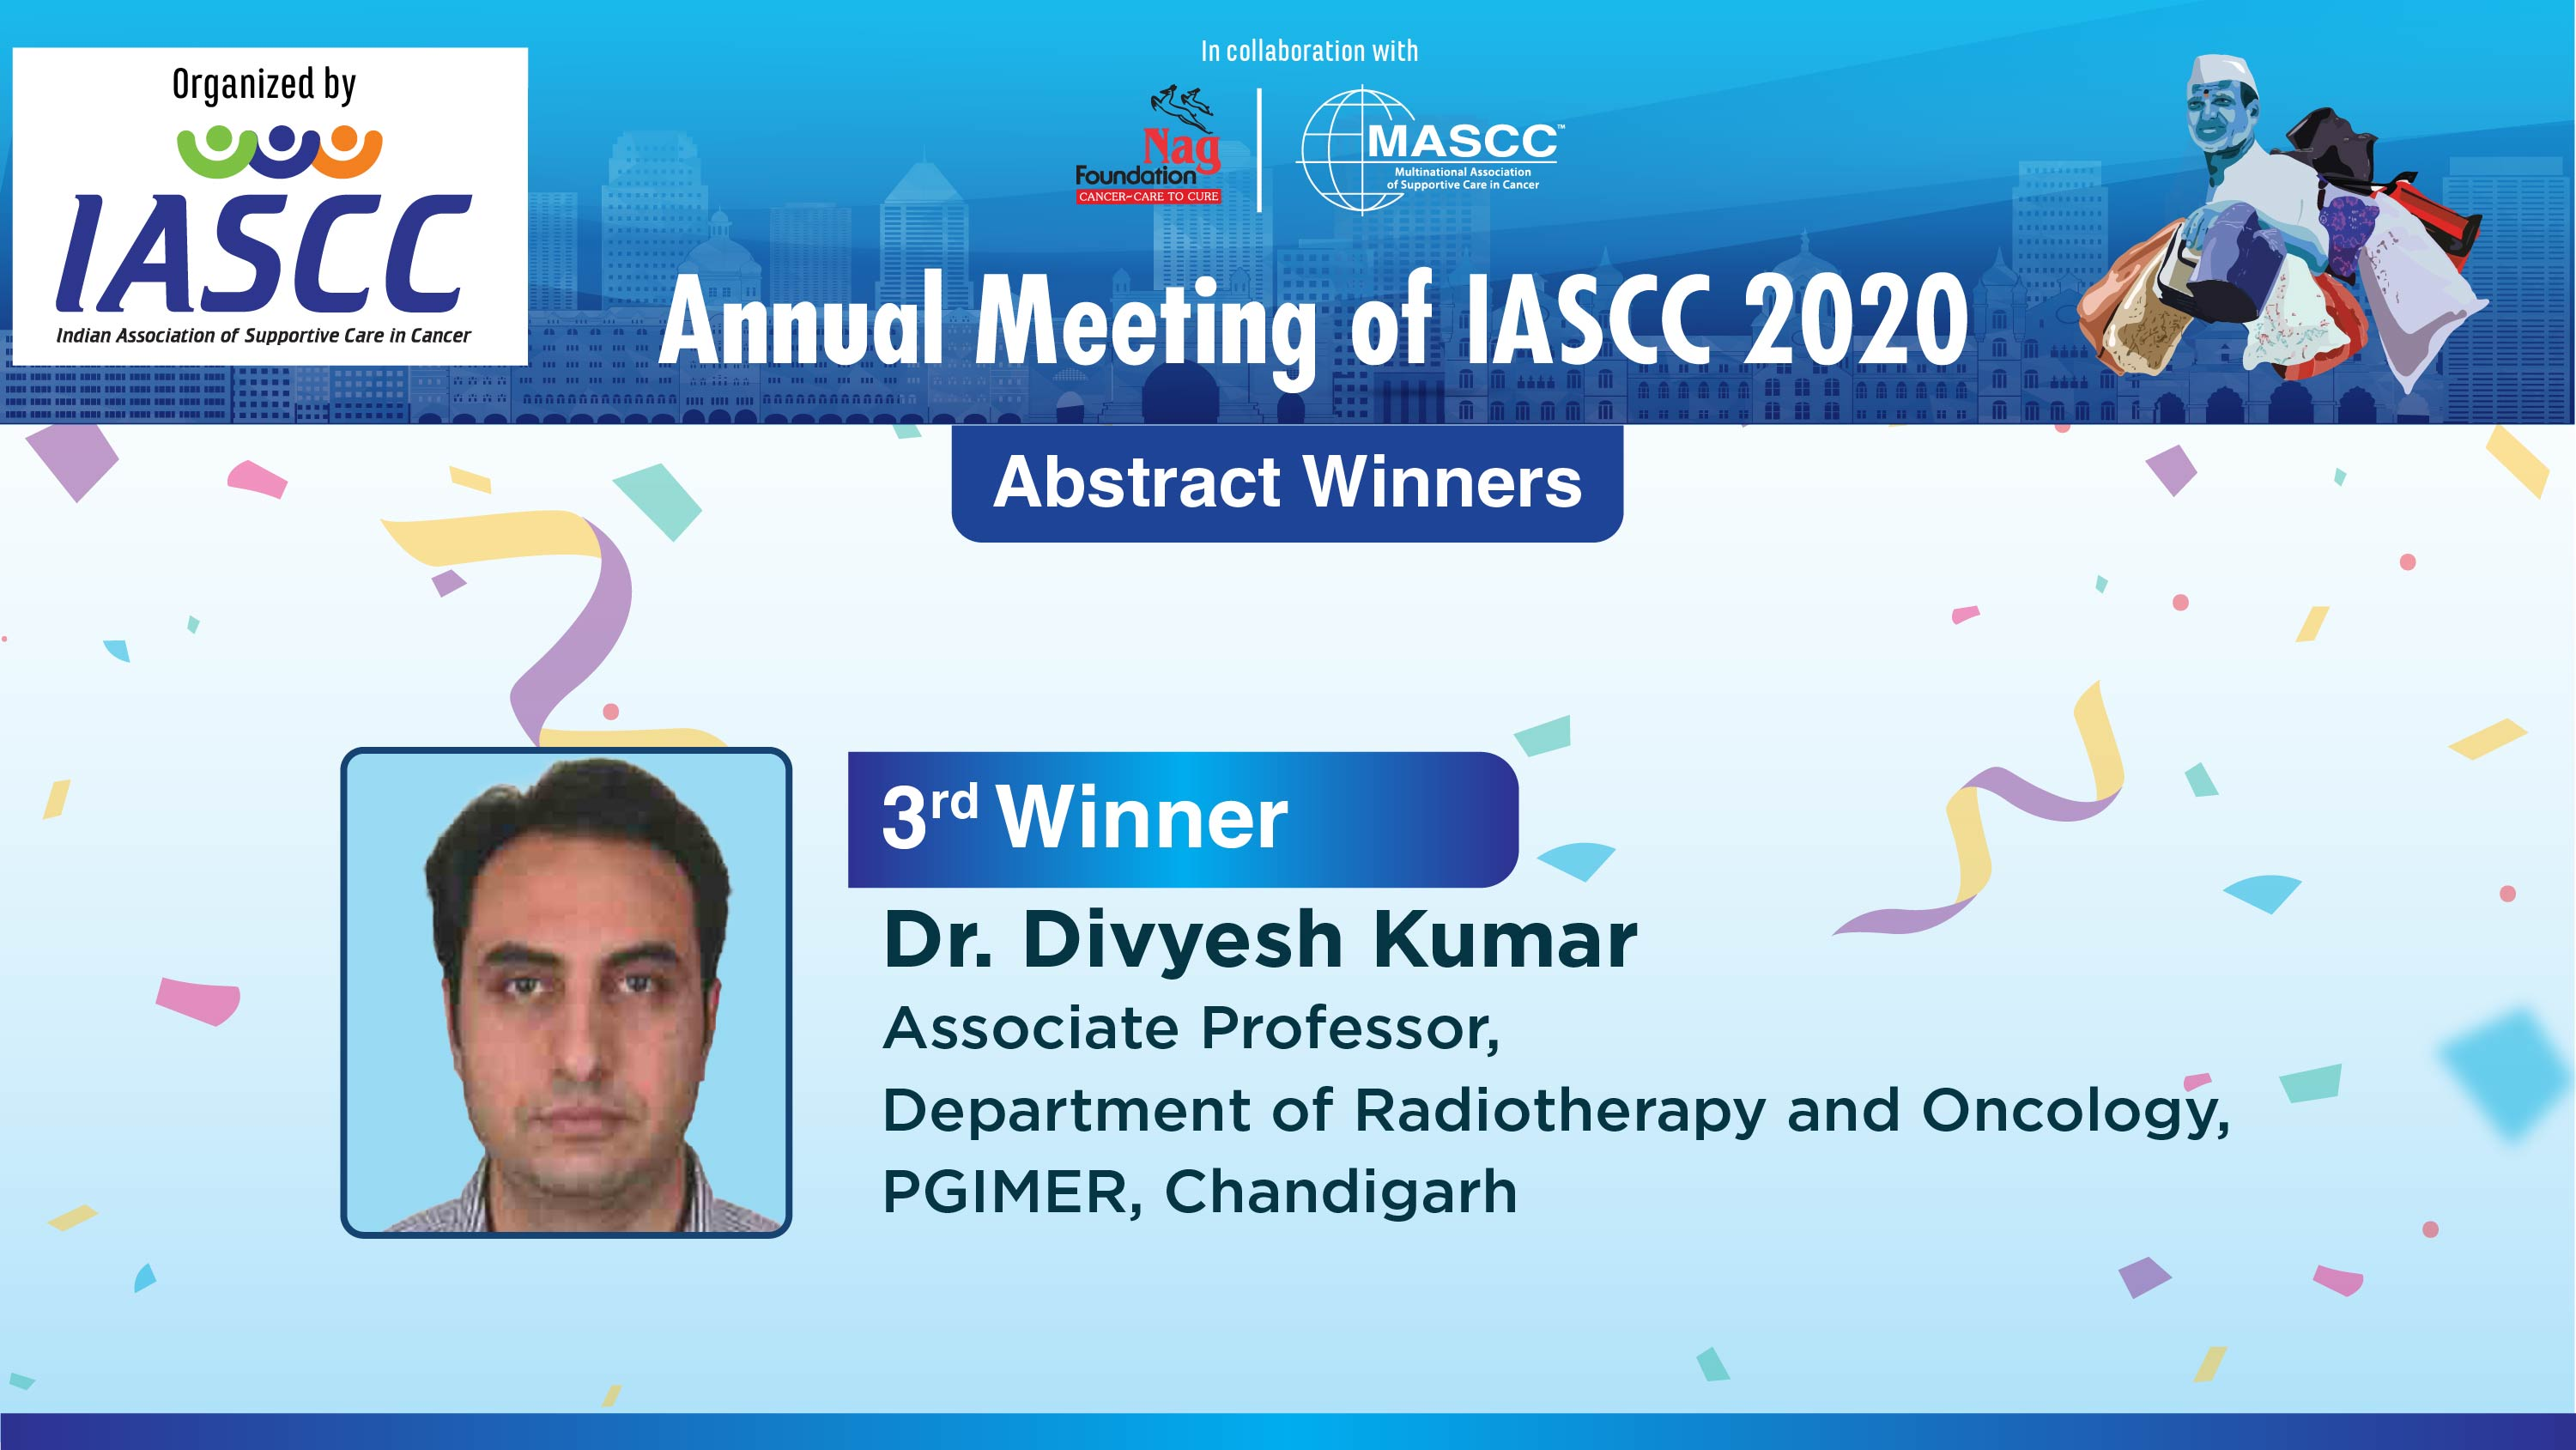 Organized by
IASCC
Indian Association of Supportive Care in Cancer
In collaboration with
Nag
Foundation
CANCER~CARE TO CURE
MASCC™
Multinational Association
of Supportive Care in Cancer
Annual Meeting of IASCC 2020
Abstract Winners
3rd Winner
Dr. Divyesh Kumar
Associate Professor,
Department of Radiotherapy and Oncology,
PGIMER, Chandigarh